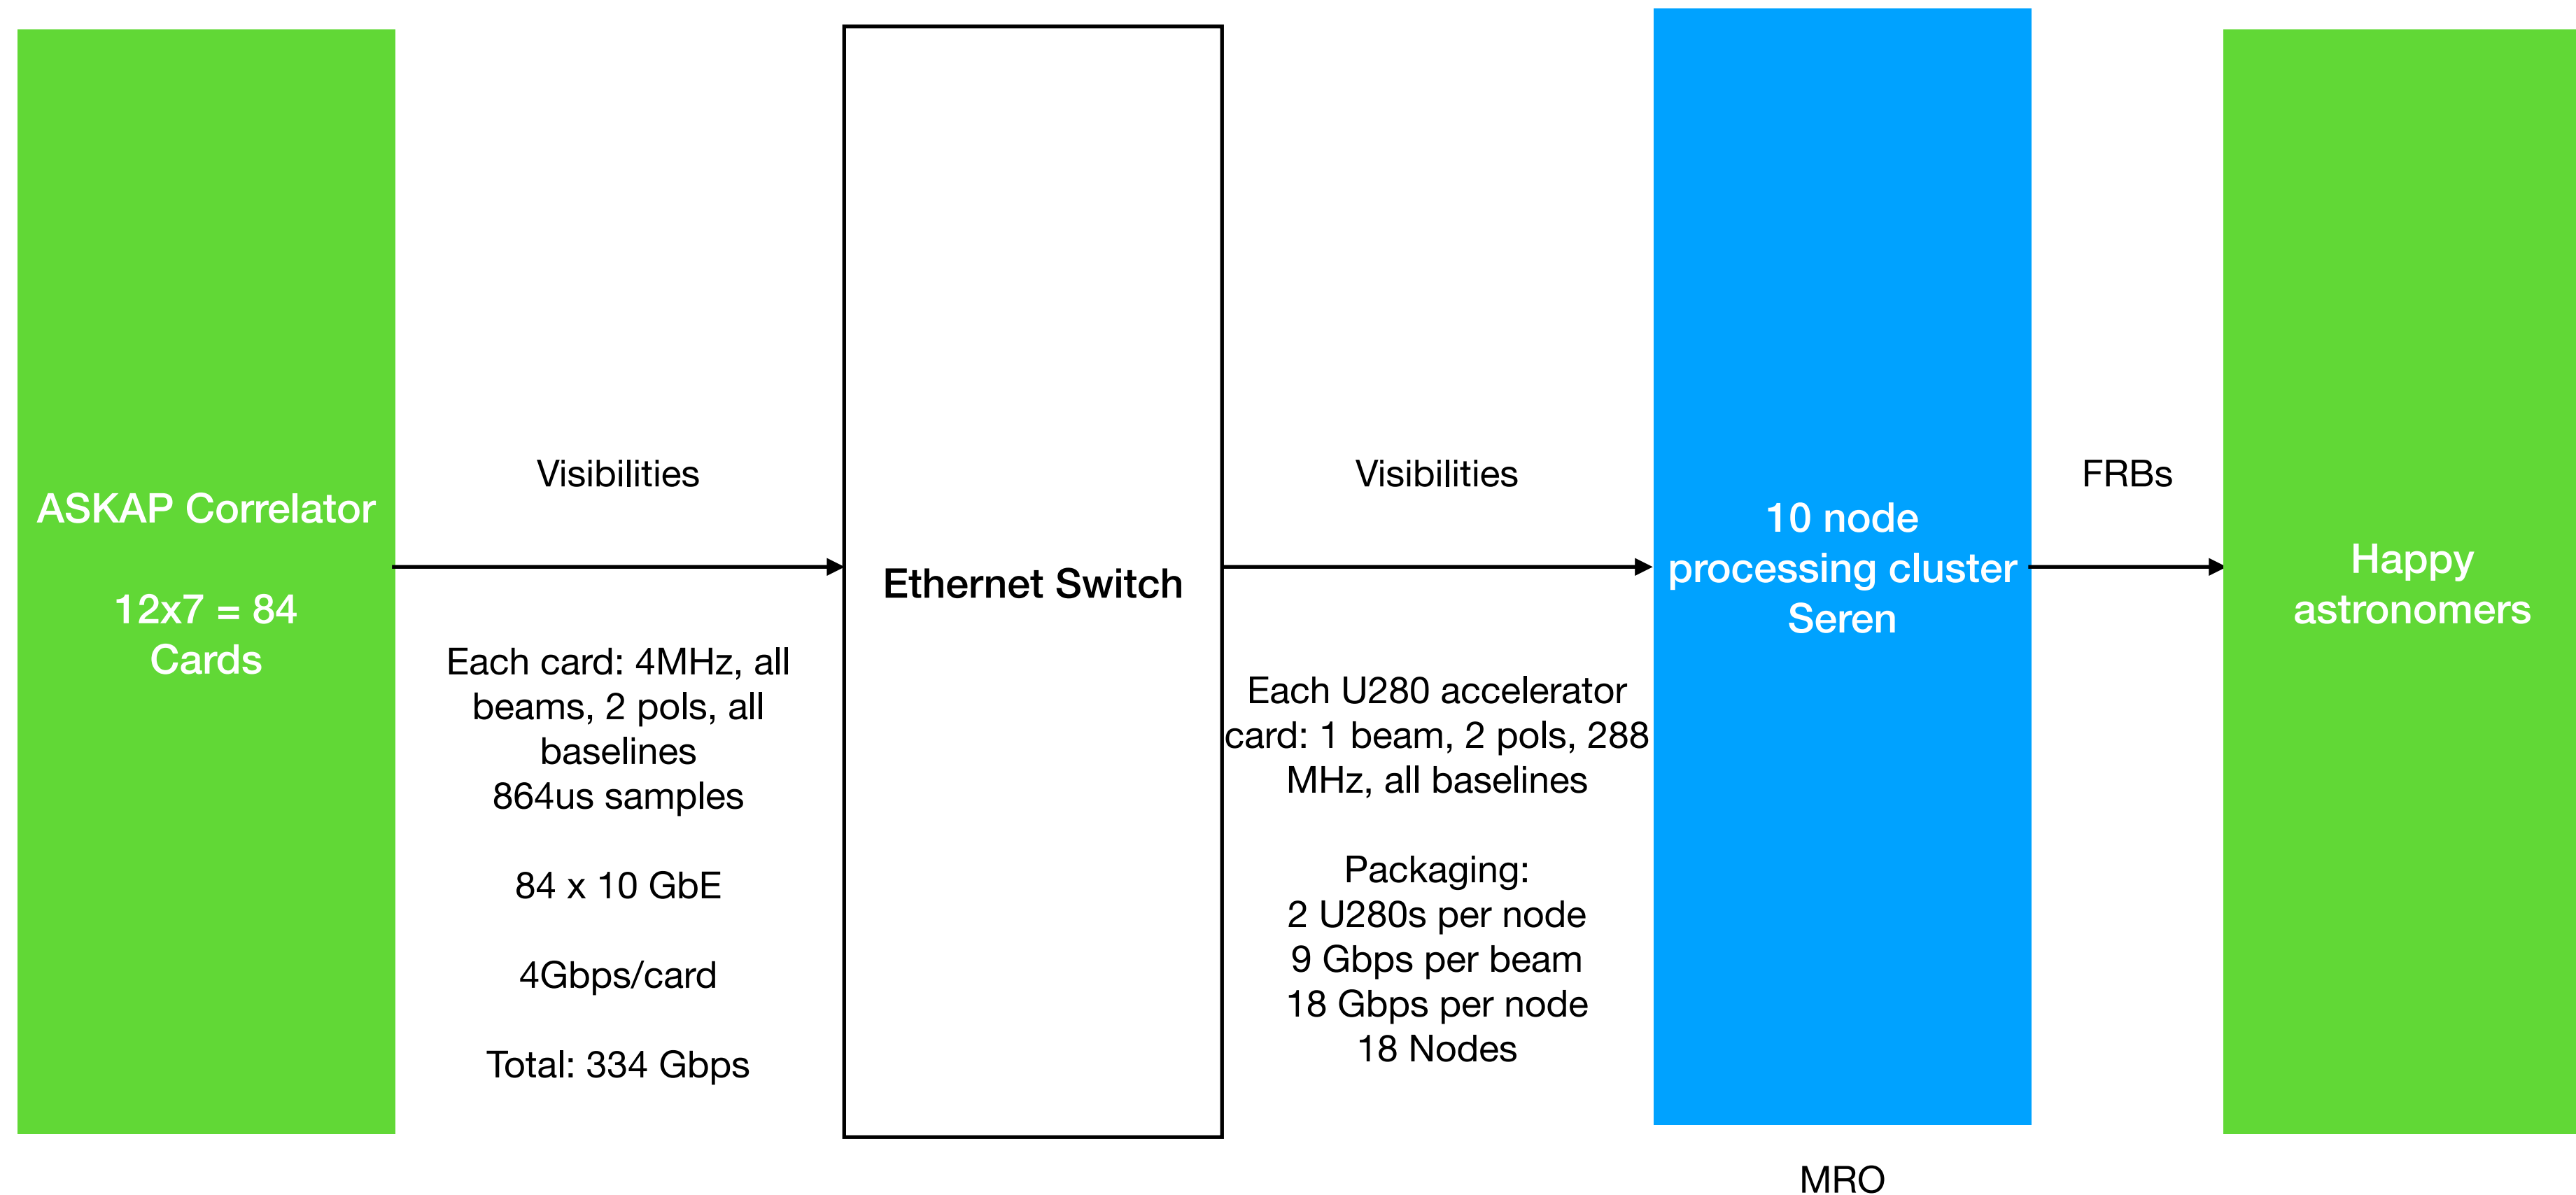 ASKAP Correlator
12x7 = 84
Cards
Visibilities
Each card: 4MHz, all
beams, 2 pols, all
baselines
864us samples
84 x 10 GbE
4Gbps/card
Total: 334 Gbps
Ethernet Switch
Visibilities
Each U280 accelerator
card: 1 beam, 2 pols, 288
MHz, all baselines
Packaging:
2 U280s per node
9 Gbps per beam
18 Gbps per node
18 Nodes
10 node
processing cluster
Seren
MRO
FRBs
Happy
astronomers